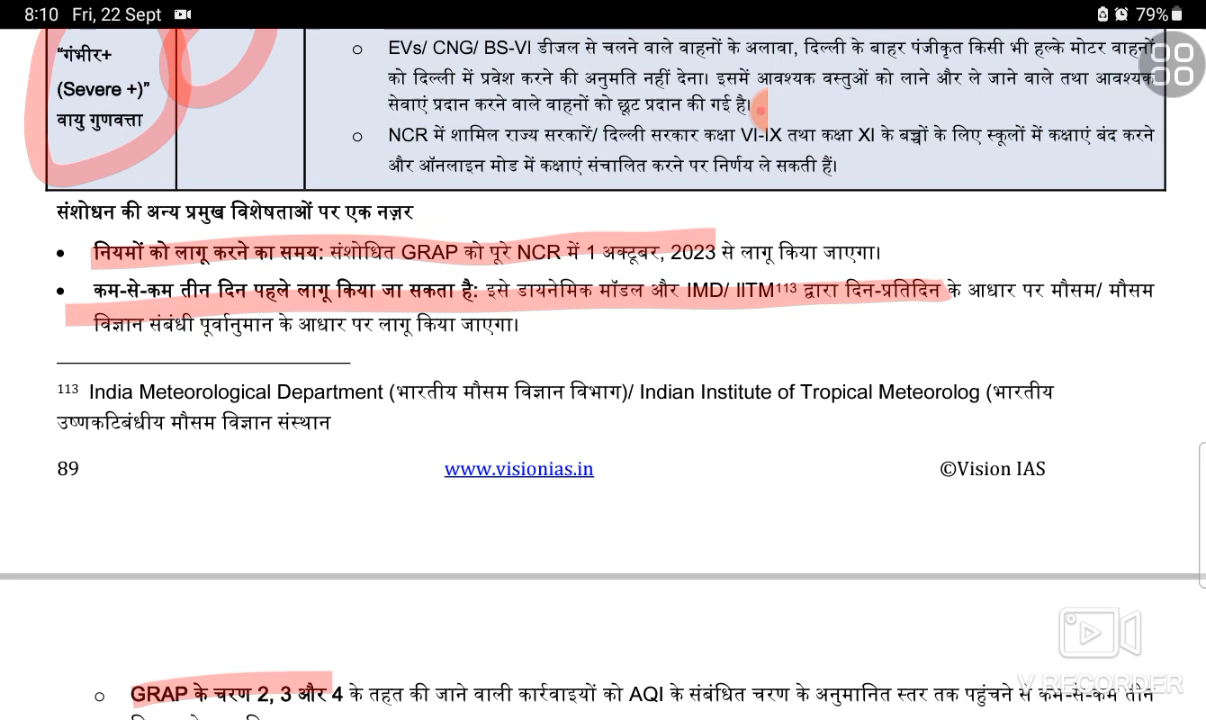 8:10 Fri, 22 Sept
79%
"गंभीर+
(Severe +)"
वायु गुणवत्ता
○ EVs/ CNG/ BS-VI डीजल से चलने वाले वाहनों के अलावा, दिल्ली के बाहर पंजीकृत किसी भी हल्के मोटर वाहनों
को दिल्ली में प्रवेश करने की अनुमति नहीं देना। इसमें आवश्यक वस्तुओं को लाने और ले जाने वाले तथा आवश्यक
सेवाएं प्रदान करने वाले वाहनों को छूट प्रदान की गई है।
○ NCR में शामिल राज्य सरकारें/ दिल्ली सरकार कक्षा VI-IX तथा कक्षा XI के बच्चों के लिए स्कूलों में कक्षाएं बंद करने
और ऑनलाइन मोड में कक्षाएं संचालित करने पर निर्णय ले सकती हैं।
संशोधन की अन्य प्रमुख विशेषताओं पर एक नज़र
• नियमों को लागू करने का समय: संशोधित GRAP को पूरे NCR में 1 अक्टूबर, 2023 से लागू किया जाएगा।
• कम-से-कम तीन दिन पहले लागू किया जा सकता है: इसे डायनेमिक मॉडल और IMD/ IITM113 द्वारा दिन-प्रतिदिन के आधार पर मौसम/ मौसम
विज्ञान संबंधी पूर्वानुमान के आधार पर लागू किया जाएगा।
113 India Meteorological Department (भारतीय मौसम विज्ञान विभाग)/ Indian Institute of Tropical Meteorolog (भारतीय
उष्णकटिबंधीय मौसम विज्ञान संस्थान
89 www.visionias.in ©Vision IAS
V RECORDER
○ GRAP के चरण 2, 3 और 4 के तहत की जाने वाली कार्रवाइयों को AQI के संबंधित चरण के अनुमानित स्तर तक पहुंचने से कम-से-कम तीन